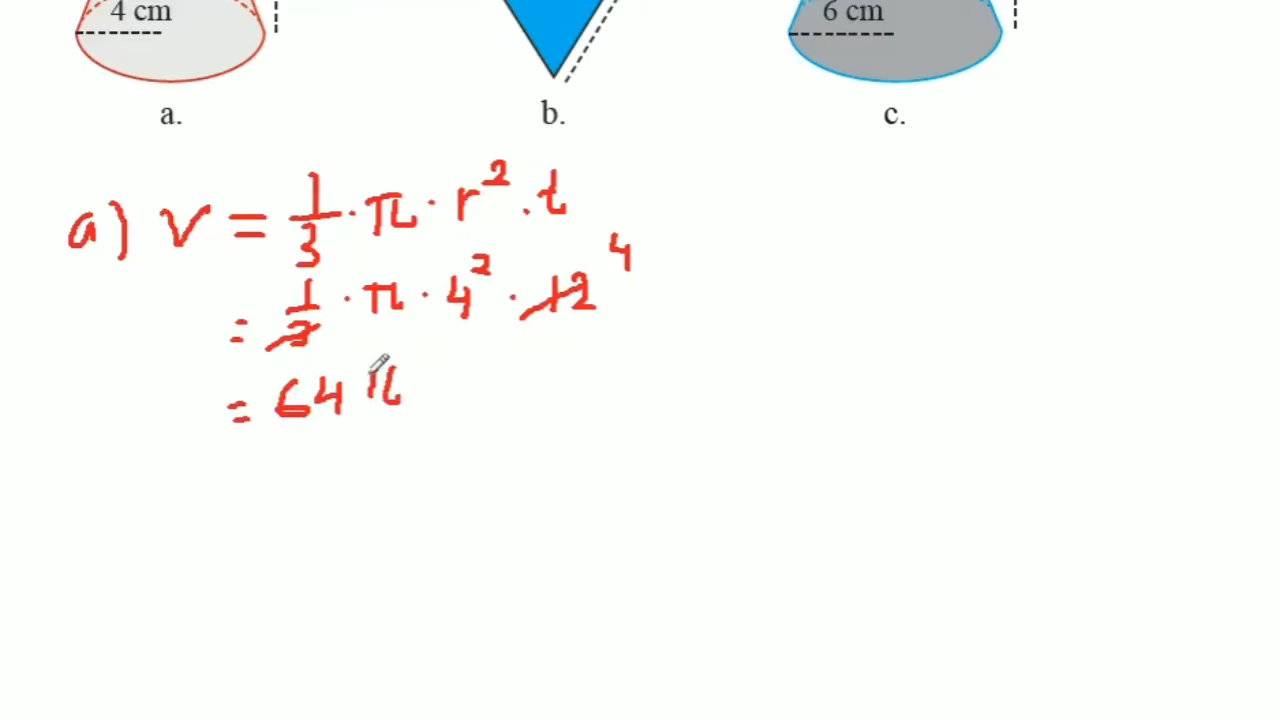 4 cm
6 cm
a.
b.
c.
a) V = 1/3 · π · r² . t
= 1/3 · π · 4² · 12 4
= 64 π